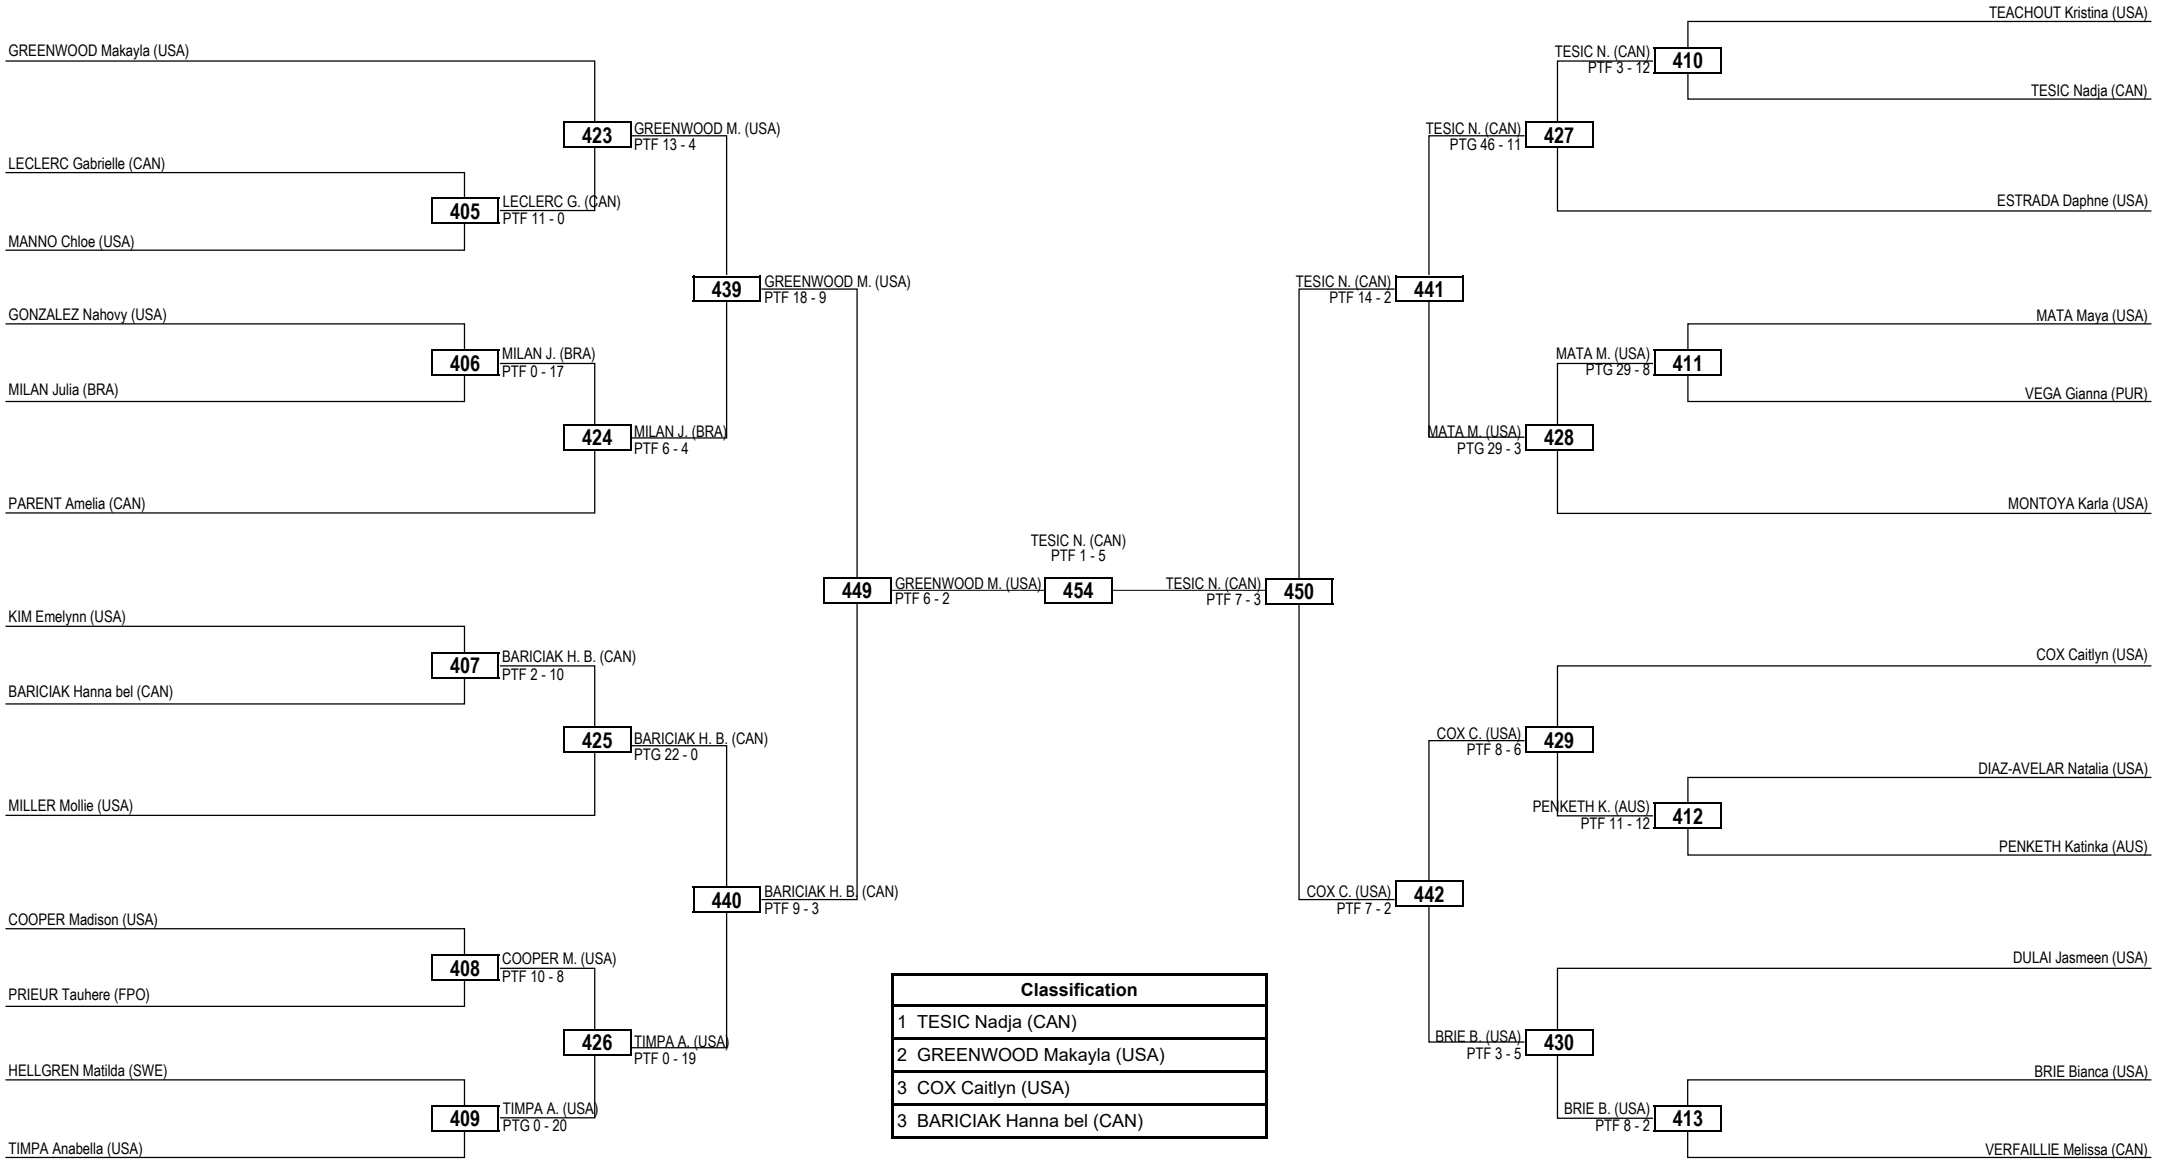 GREENWOOD Makayla (USA)
423
GREENWOOD M. (USA)
PTF 13 - 4
LECLERC Gabrielle (CAN)
405
LECLERC G. (CAN)
PTF 11 - 0
MANNO Chloe (USA)
439
GREENWOOD M. (USA)
PTF 18 - 9
GONZALEZ Nahovy (USA)
406
MILAN J. (BRA)
PTF 0 - 17
MILAN Julia (BRA)
424
MILAN J. (BRA)
PTF 6 - 4
PARENT Amelia (CAN)
449
GREENWOOD M. (USA)
PTF 6 - 2
KIM Emelynn (USA)
407
BARICIAK H. B. (CAN)
PTF 2 - 10
BARICIAK Hanna bel (CAN)
425
BARICIAK H. B. (CAN)
PTG 22 - 0
MILLER Mollie (USA)
440
BARICIAK H. B. (CAN)
PTF 9 - 3
COOPER Madison (USA)
408
COOPER M. (USA)
PTF 10 - 8
PRIEUR Tauhere (FPO)
426
TIMPA A. (USA)
PTF 0 - 19
HELLGREN Matilda (SWE)
409
TIMPA A. (USA)
PTG 0 - 20
TIMPA Anabella (USA)
TESIC N. (CAN)
PTF 1 - 5
454
TEACHOUT Kristina (USA)
TESIC N. (CAN)
PTF 3 - 12
410
TESIC Nadja (CAN)
TESIC N. (CAN)
PTG 46 - 11
427
ESTRADA Daphne (USA)
TESIC N. (CAN)
PTF 14 - 2
441
MATA Maya (USA)
MATA M. (USA)
PTG 29 - 8
411
VEGA Gianna (PUR)
MATA M. (USA)
PTG 29 - 3
428
MONTOYA Karla (USA)
TESIC N. (CAN)
PTF 7 - 3
450
COX Caitlyn (USA)
COX C. (USA)
PTF 8 - 6
429
DIAZ-AVELAR Natalia (USA)
PENKETH K. (AUS)
PTF 11 - 12
412
PENKETH Katinka (AUS)
COX C. (USA)
PTF 7 - 2
442
DULAI Jasmeen (USA)
BRIE B. (USA)
PTF 3 - 5
430
BRIE Bianca (USA)
BRIE B. (USA)
PTF 8 - 2
413
VERFAILLIE Melissa (CAN)
Classification
1 TESIC Nadja (CAN)
2 GREENWOOD Makayla (USA)
3 COX Caitlyn (USA)
3 BARICIAK Hanna bel (CAN)